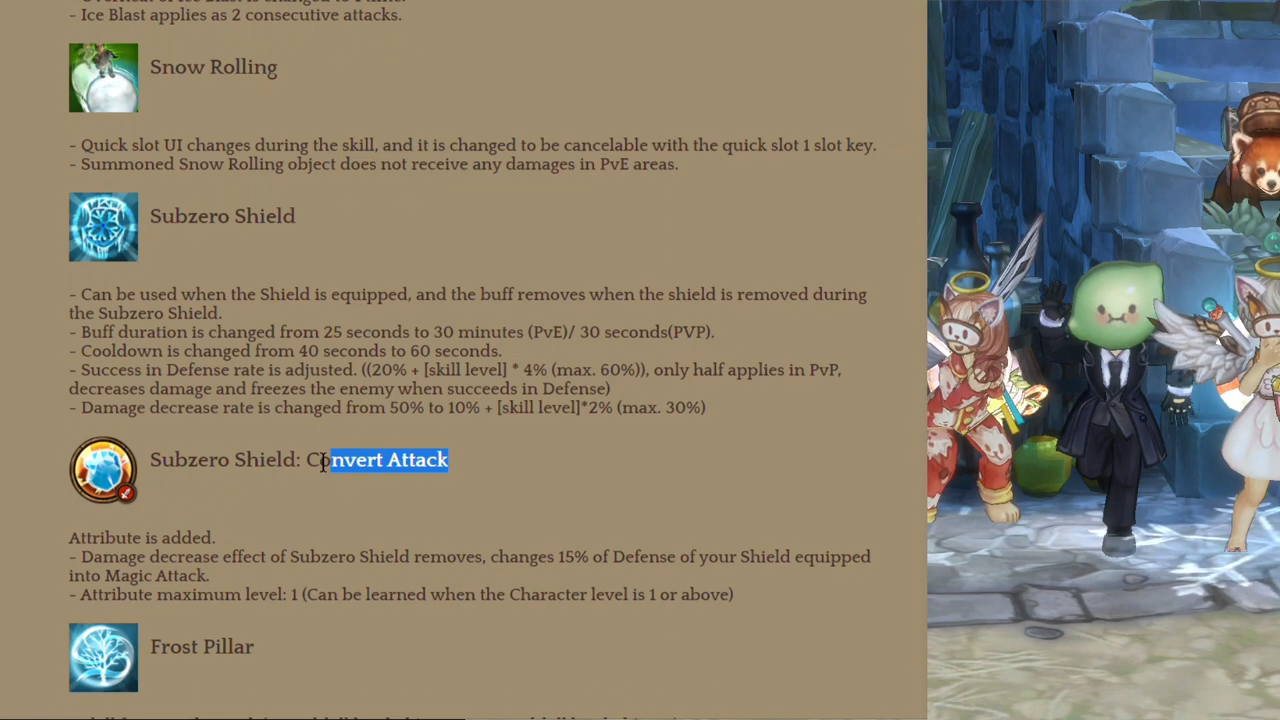 - Ice Blast applies as 2 consecutive attacks.
Snow Rolling
- Quick slot UI changes during the skill, and it is changed to be cancelable with the quick slot 1 slot key.
- Summoned Snow Rolling object does not receive any damages in PvE areas.
Subzero Shield
- Can be used when the Shield is equipped, and the buff removes when the shield is removed during
the Subzero Shield.
- Buff duration is changed from 25 seconds to 30 minutes (PvE)/ 30 seconds(PVP).
- Cooldown is changed from 40 seconds to 60 seconds.
- Success in Defense rate is adjusted. ((20% + [skill level] * 4% (max. 60%)), only half applies in PvP,
decreases damage and freezes the enemy when succeeds in Defense)
- Damage decrease rate is changed from 50% to 10% + [skill level]*2% (max. 30%)
Subzero Shield: Convert Attack
Attribute is added.
- Damage decrease effect of Subzero Shield removes, changes 15% of Defense of your Shield equipped
into Magic Attack.
- Attribute maximum level: 1 (Can be learned when the Character level is 1 or above)
Frost Pillar